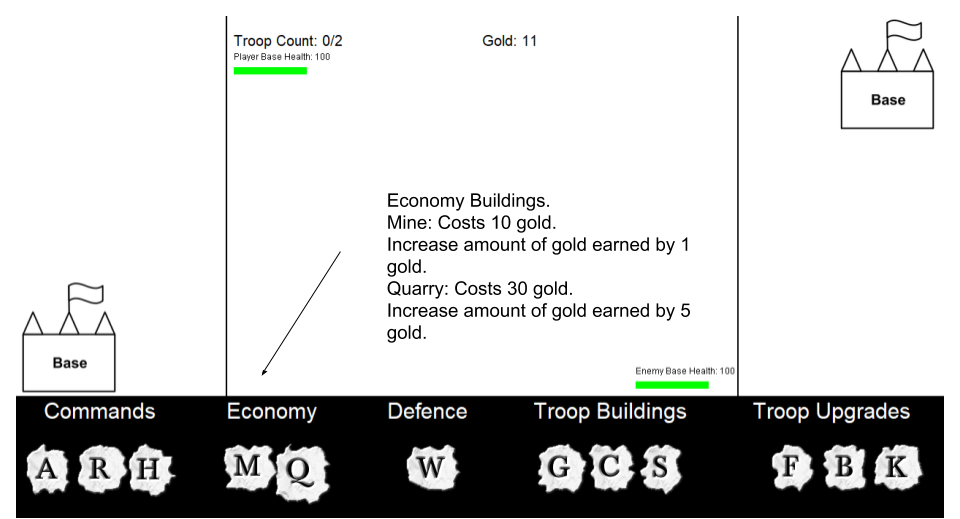 Troop Count: 0/2
Gold: 11
Player Base Health: 100
Base
Economy Buildings.
Mine: Costs 10 gold.
Increase amount of gold earned by 1
gold.
Quarry: Costs 30 gold.
Increase amount of gold earned by 5
gold.
Base
Enemy Base Health: 100
Commands
Economy
Defence
Troop Buildings
Troop Upgrades
A R H
M Q
W
G C S
F B K